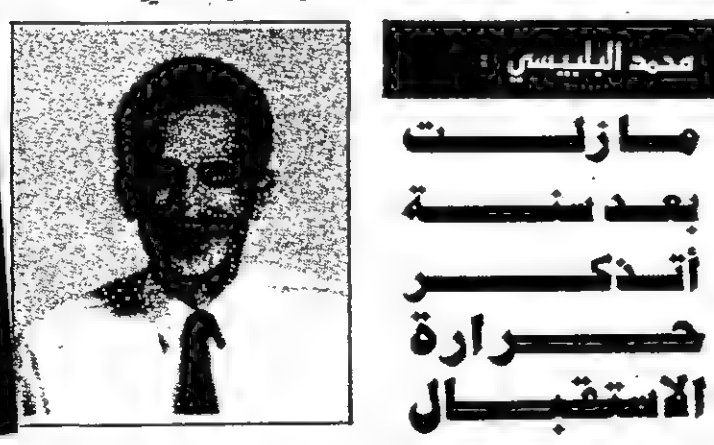 محمد البلبيسي :
مازلت
بعد سنة
أتذكر
حرارة
الاستقبال